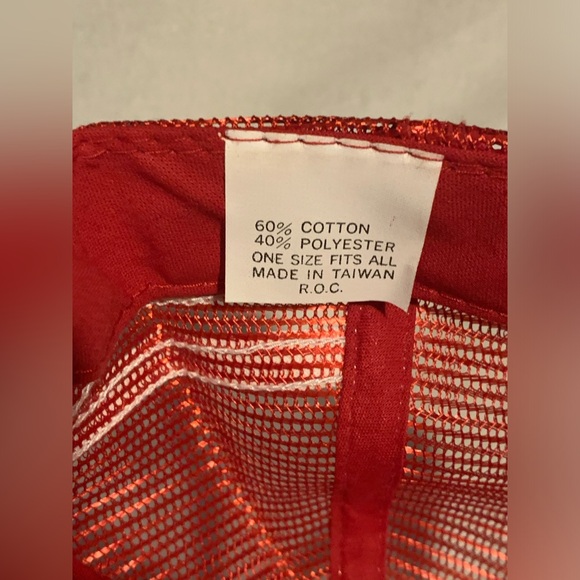 60% COTTON
40% POLYESTER
ONE SIZE FITS ALL
MADE IN TAIWAN
R.O.C.